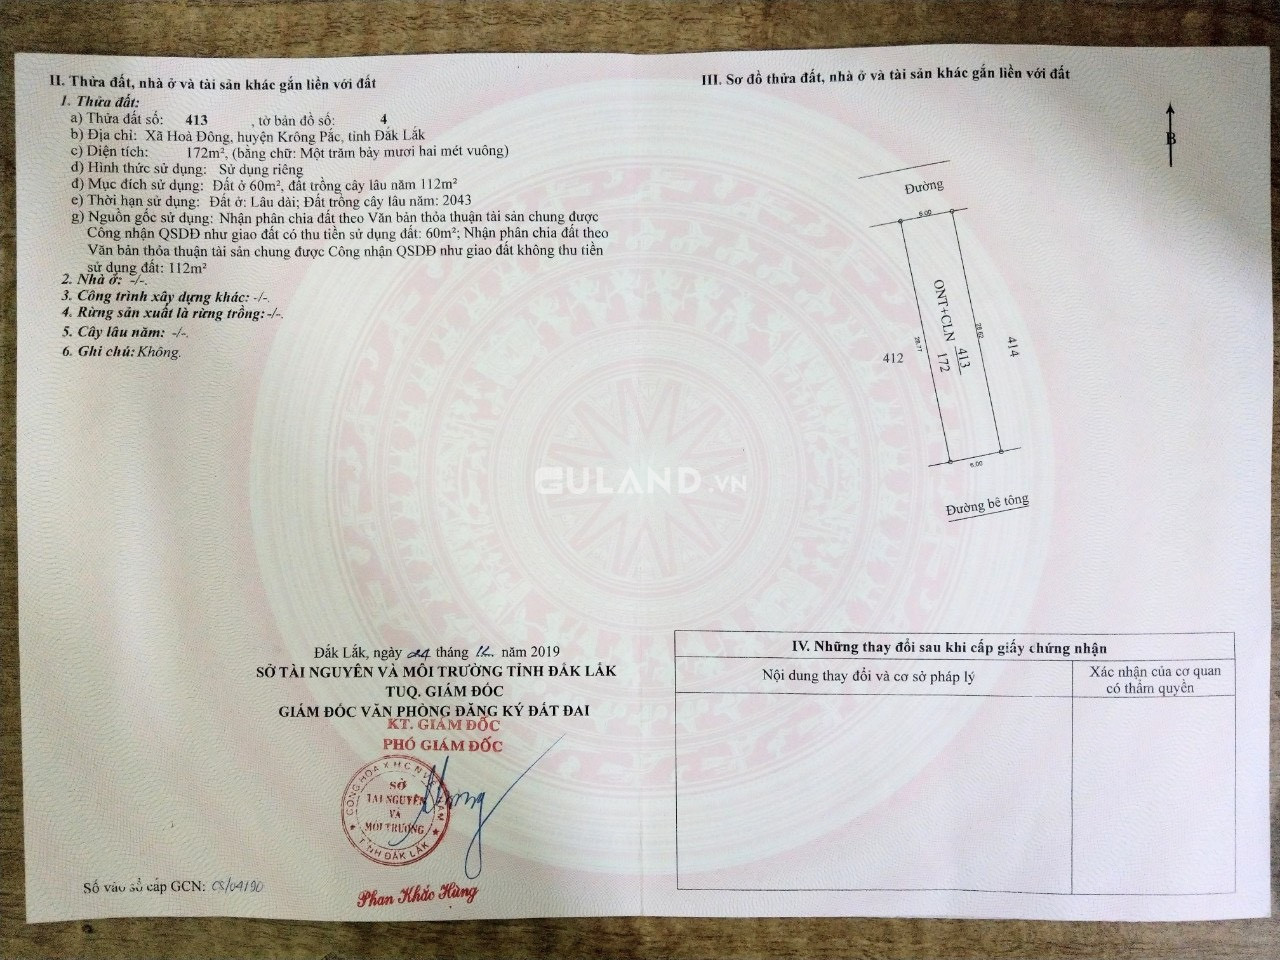 II. Thửa đất, nhà ở và tài sản khác gắn liền với đất
1. Thửa đất:
a) Thửa đất số: 413 , tờ bản đồ số: 4
b) Địa chỉ: Xã Hoà Đông, huyện Krông Pắc, tỉnh Đắk Lắk
c) Diện tích: 172m², (bằng chữ: Một trăm bảy mươi hai mét vuông)
d) Hình thức sử dụng: Sử dụng riêng
đ) Mục đích sử dụng: Đất ở 60m², đất trồng cây lâu năm 112m²
e) Thời hạn sử dụng: Đất ở: Lâu dài; Đất trồng cây lâu năm: 2043
g) Nguồn gốc sử dụng: Nhận phân chia đất theo Văn bản thỏa thuận tài sản chung được
Công nhận QSDĐ như giao đất có thu tiền sử dụng đất: 60m²; Nhận phân chia đất theo
Văn bản thỏa thuận tài sản chung được Công nhận QSDĐ như giao đất không thu tiền
sử dụng đất: 112m²
2. Nhà ở: -/-.
3. Công trình xây dựng khác: -/-.
4. Rừng sản xuất là rừng trồng: -/-.
5. Cây lâu năm: -/-.
6. Ghi chú: Không.
III. Sơ đồ thửa đất, nhà ở và tài sản khác gắn liền với đất
B
Đường
6.00
ONT+CLN 413
172
28.77
28.62
412
414
6.00
Đường bê tông
GULAND.VN
Đắk Lắk, ngày 24 tháng 12 năm 2019
SỞ TÀI NGUYÊN VÀ MÔI TRƯỜNG TỈNH ĐẮK LẮK
TUQ. GIÁM ĐỐC
GIÁM ĐỐC VĂN PHÒNG ĐĂNG KÝ ĐẤT ĐAI
KT. GIÁM ĐỐC
PHÓ GIÁM ĐỐC
CỘNG HÒA X.H.C.N VIỆT NAM
SỞ
TÀI NGUYÊN
VÀ
MÔI TRƯỜNG
TỈNH ĐẮK LẮK
Phan Khắc Hùng
Số vào sổ cấp GCN: CS/04190
IV. Những thay đổi sau khi cấp giấy chứng nhận
Nội dung thay đổi và cơ sở pháp lý
Xác nhận của cơ quan
có thẩm quyền